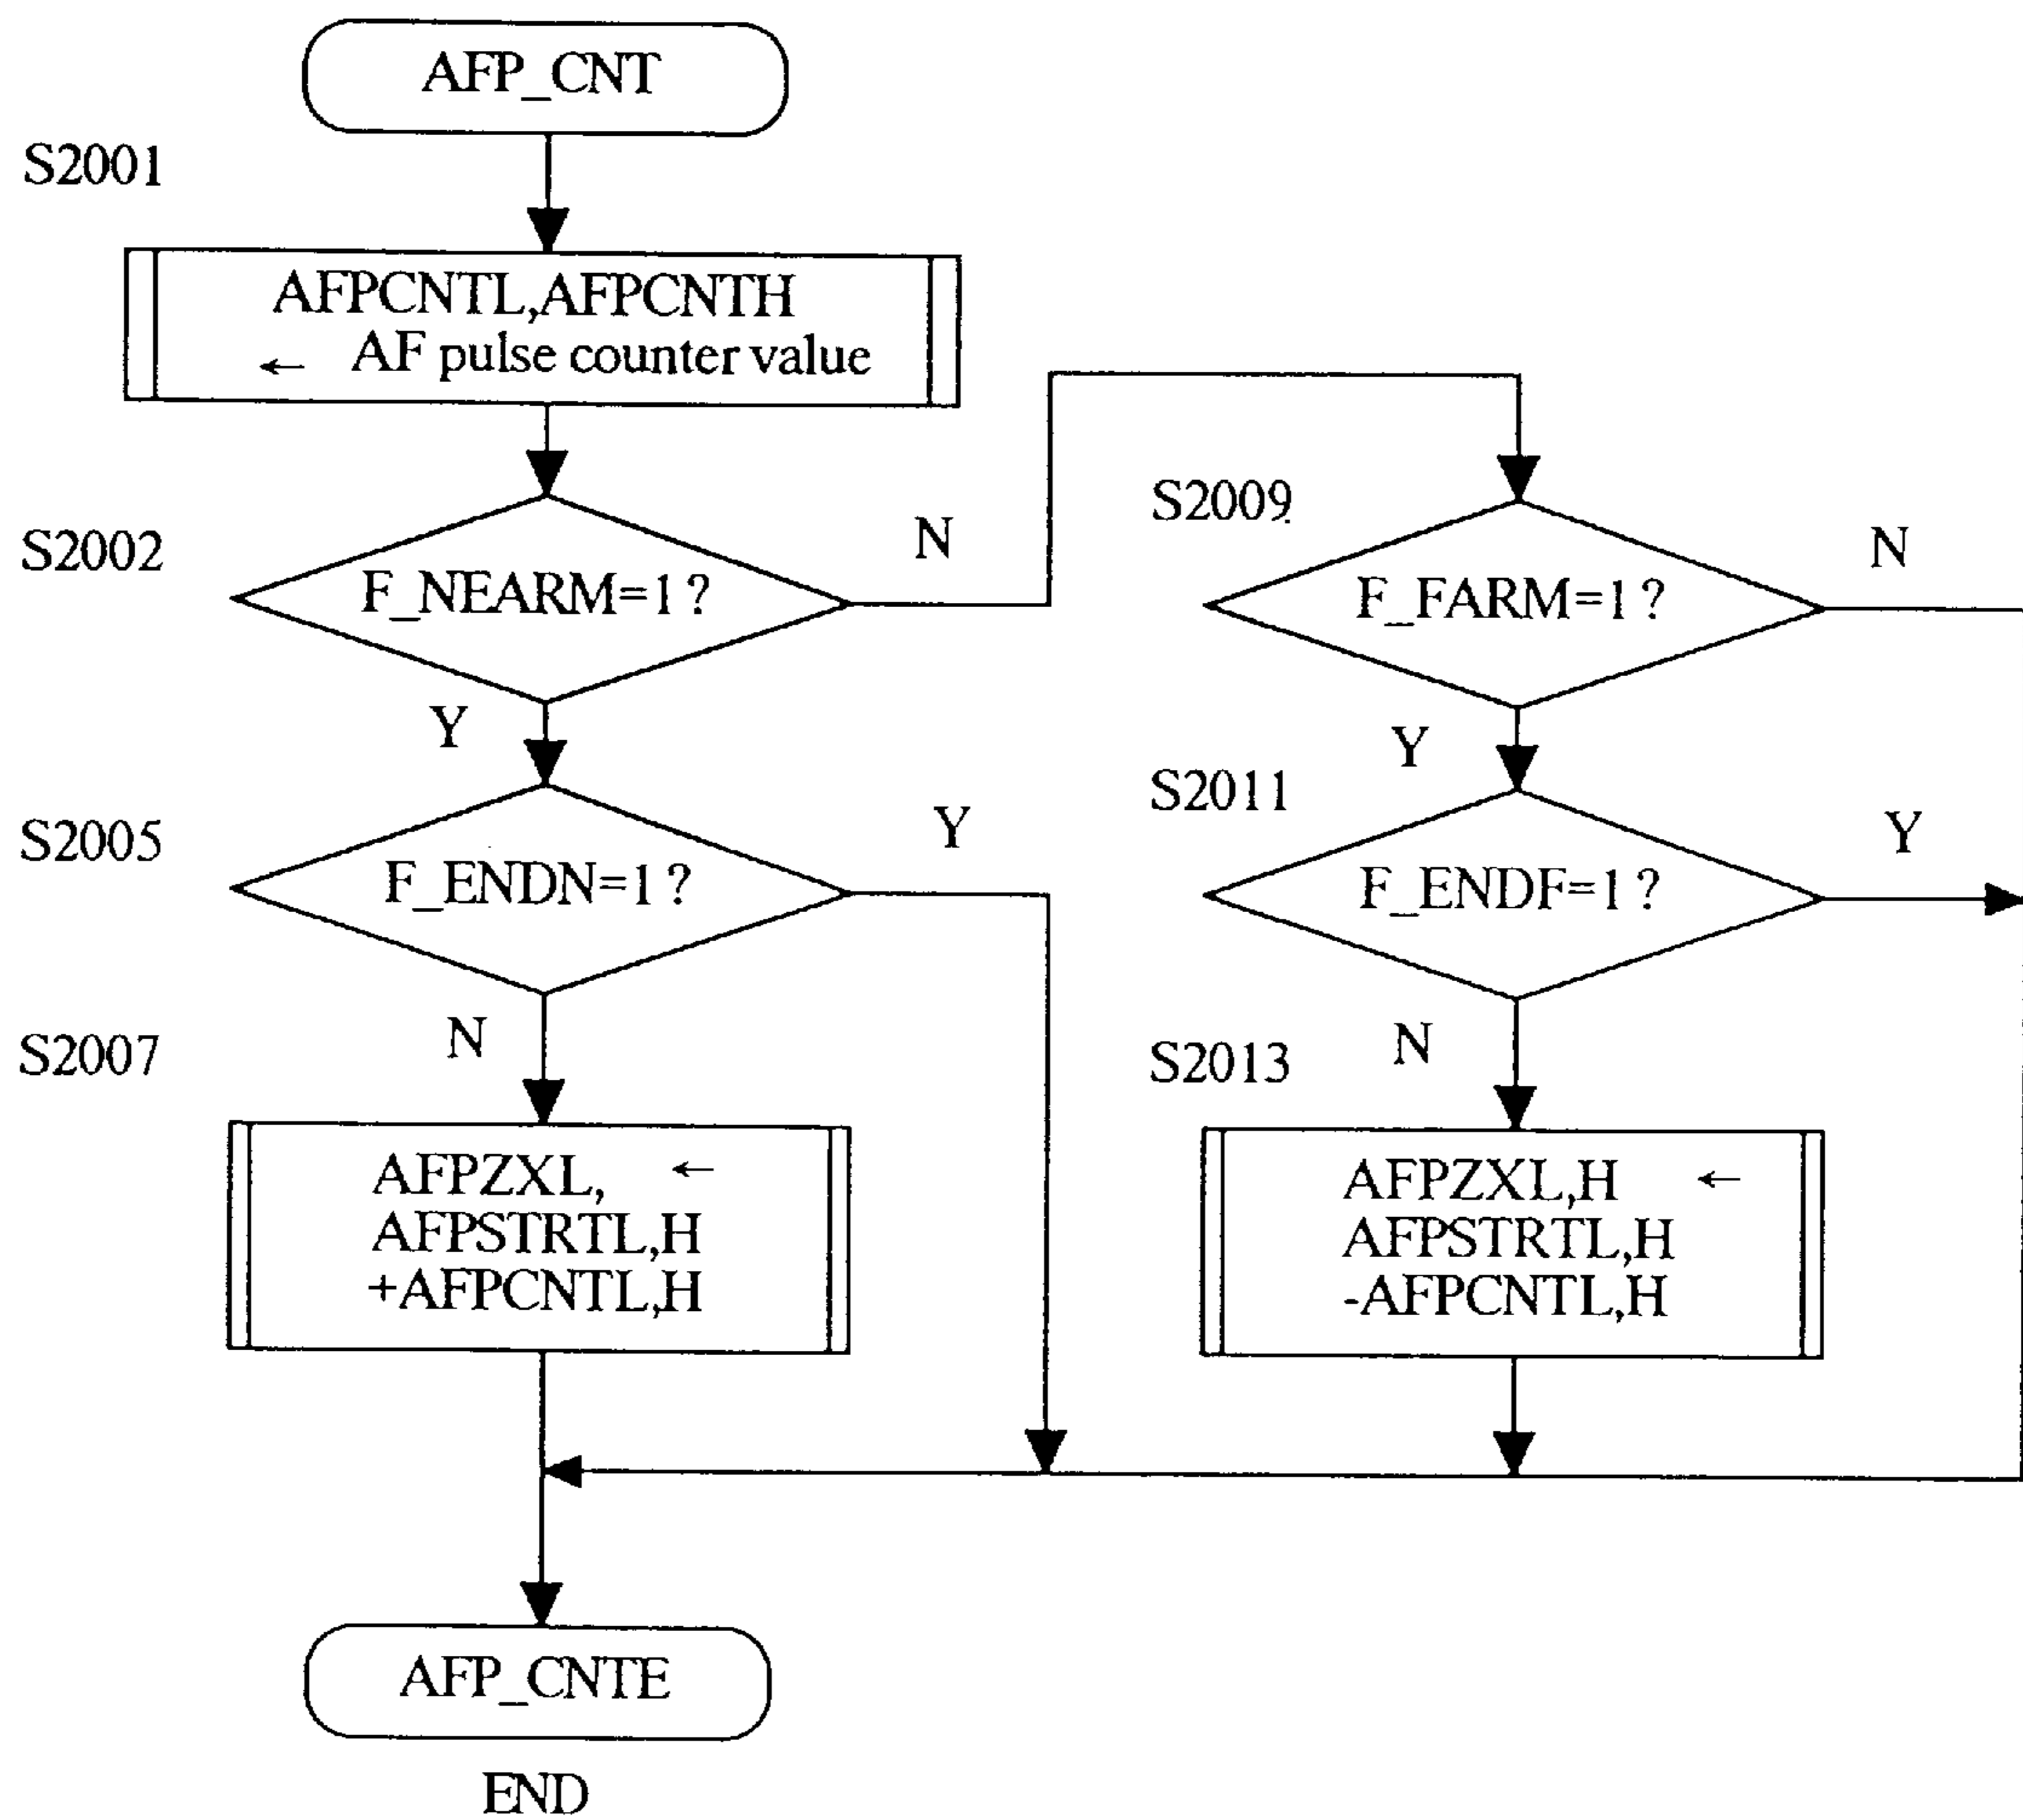 AFP_CNT
S2001
AFPCNTL,AFPCNTH
← AF pulse counter value
S2002
F_NEARM=1?
N
Y
S2005
F_ENDN=1?
Y
N
S2007
AFPZXL, ←
AFPSTRTL,H
+AFPCNTL,H
S2009
F_FARM=1?
N
Y
S2011
F_ENDF=1?
Y
N
S2013
AFPZXL,H ←
AFPSTRTL,H
-AFPCNTL,H
AFP_CNTE
END